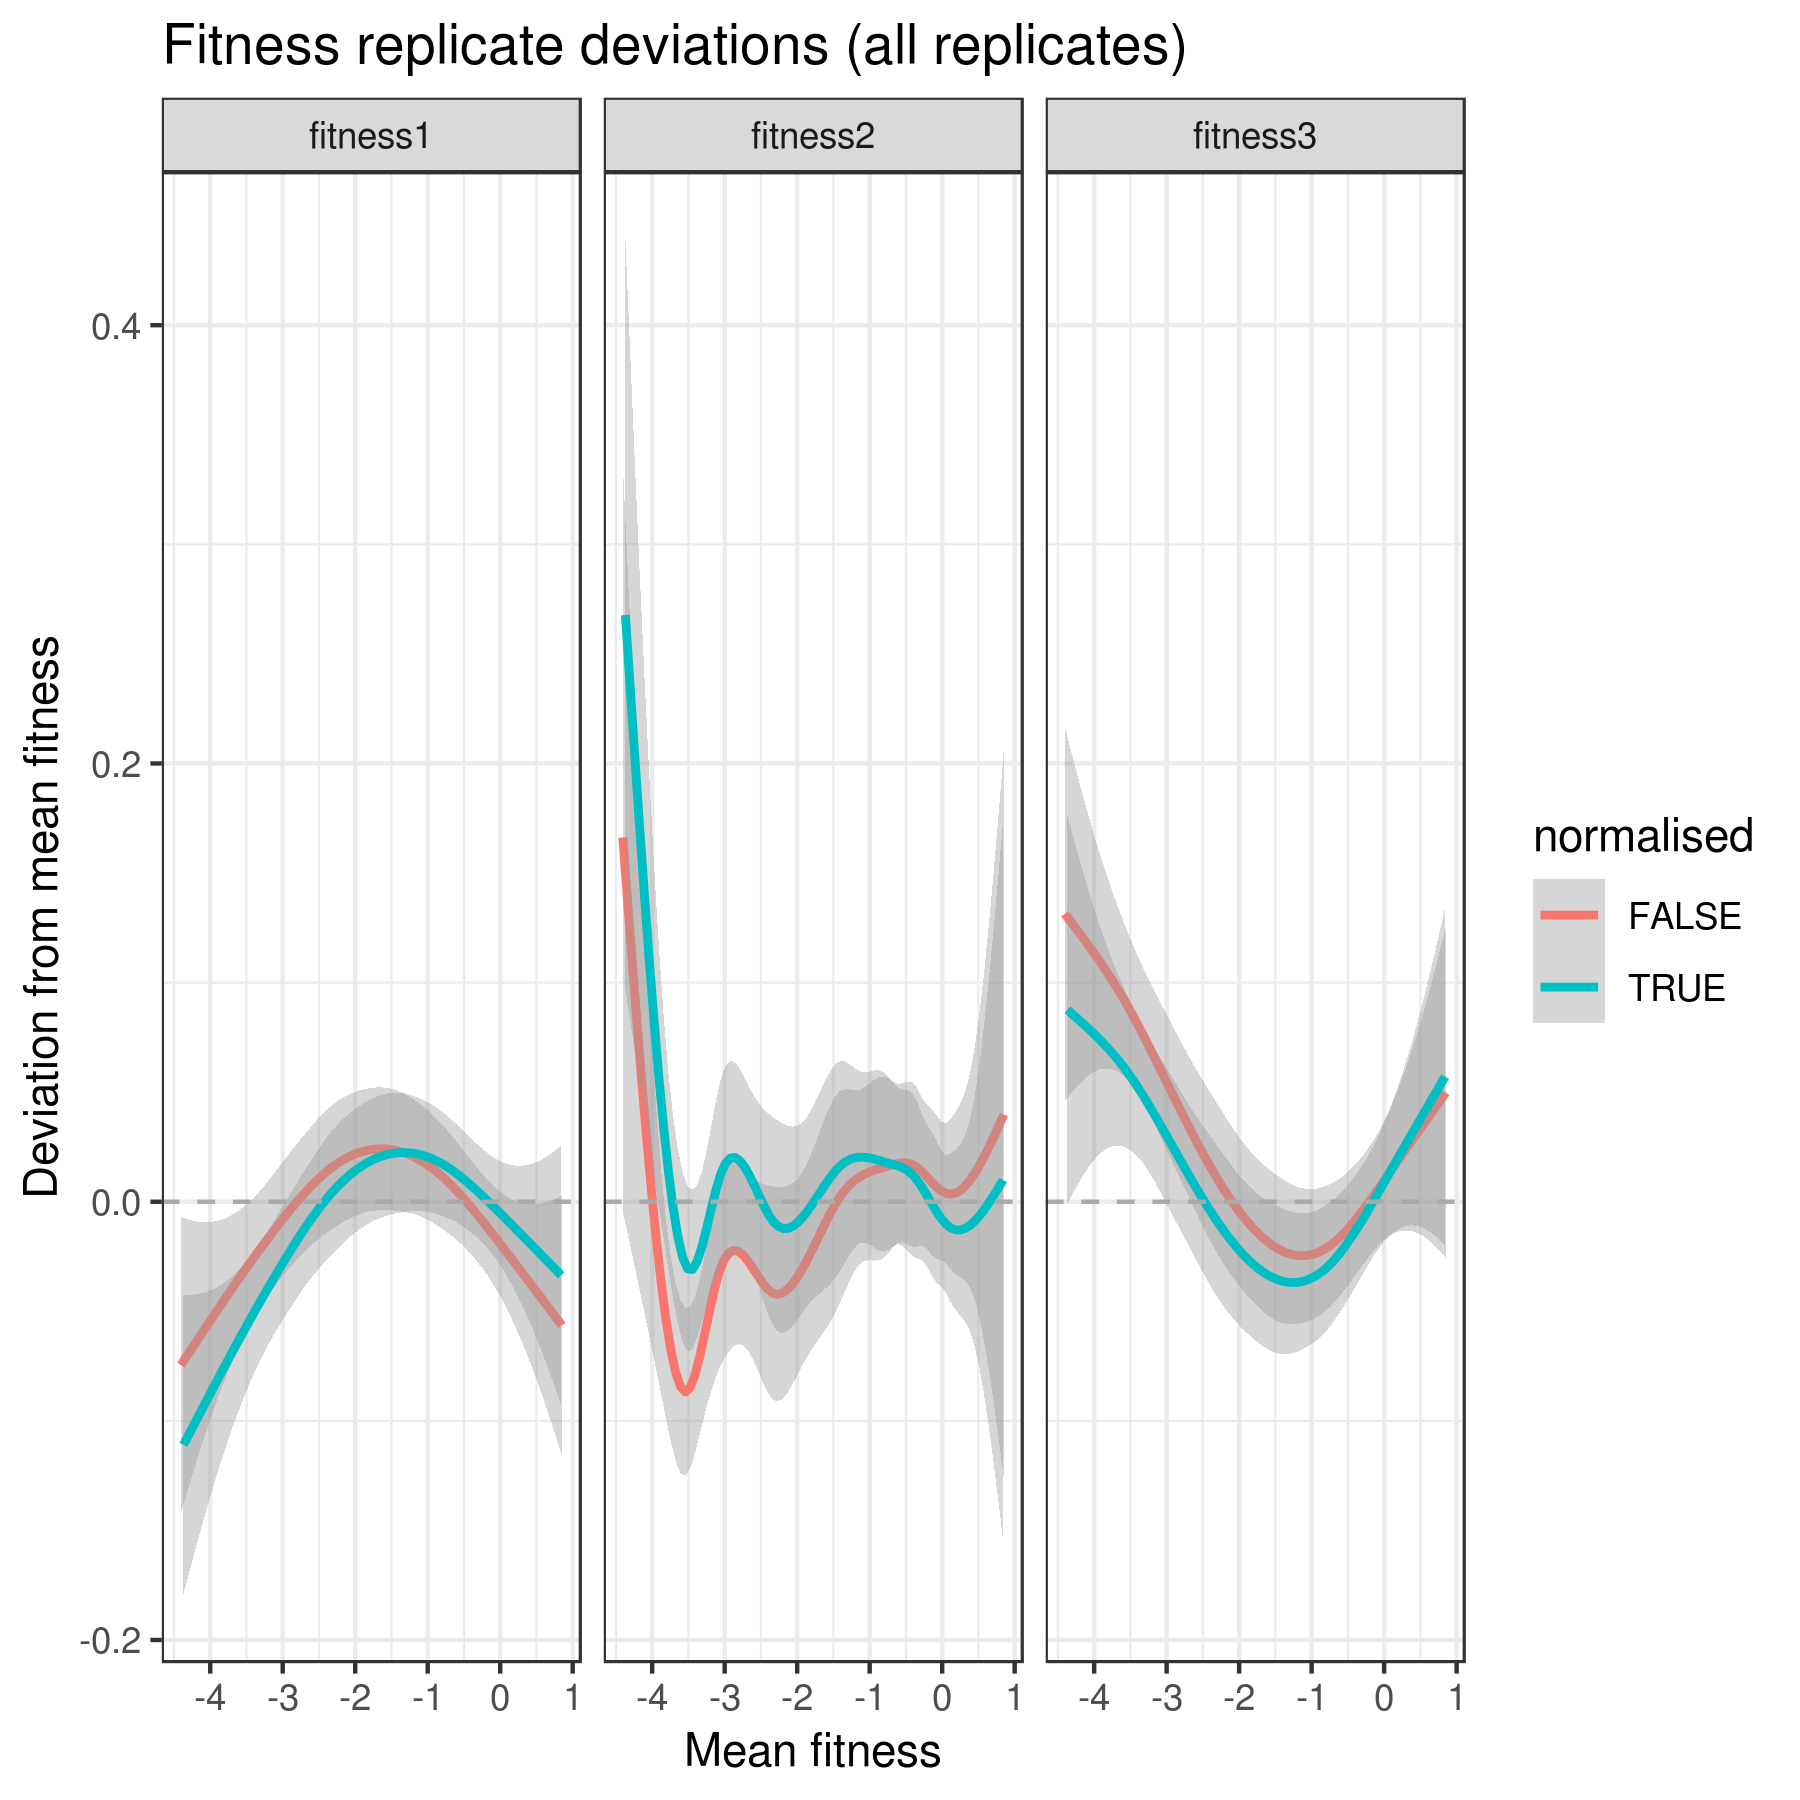 Fitness replicate deviations (all replicates)
fitness1
fitness2
fitness3
Deviation from mean fitness
0.4
0.2
0.0
-0.2
-4 -3 -2 -1 0 1
-4 -3 -2 -1 0 1
-4 -3 -2 -1 0 1
Mean fitness
normalised
FALSE
TRUE